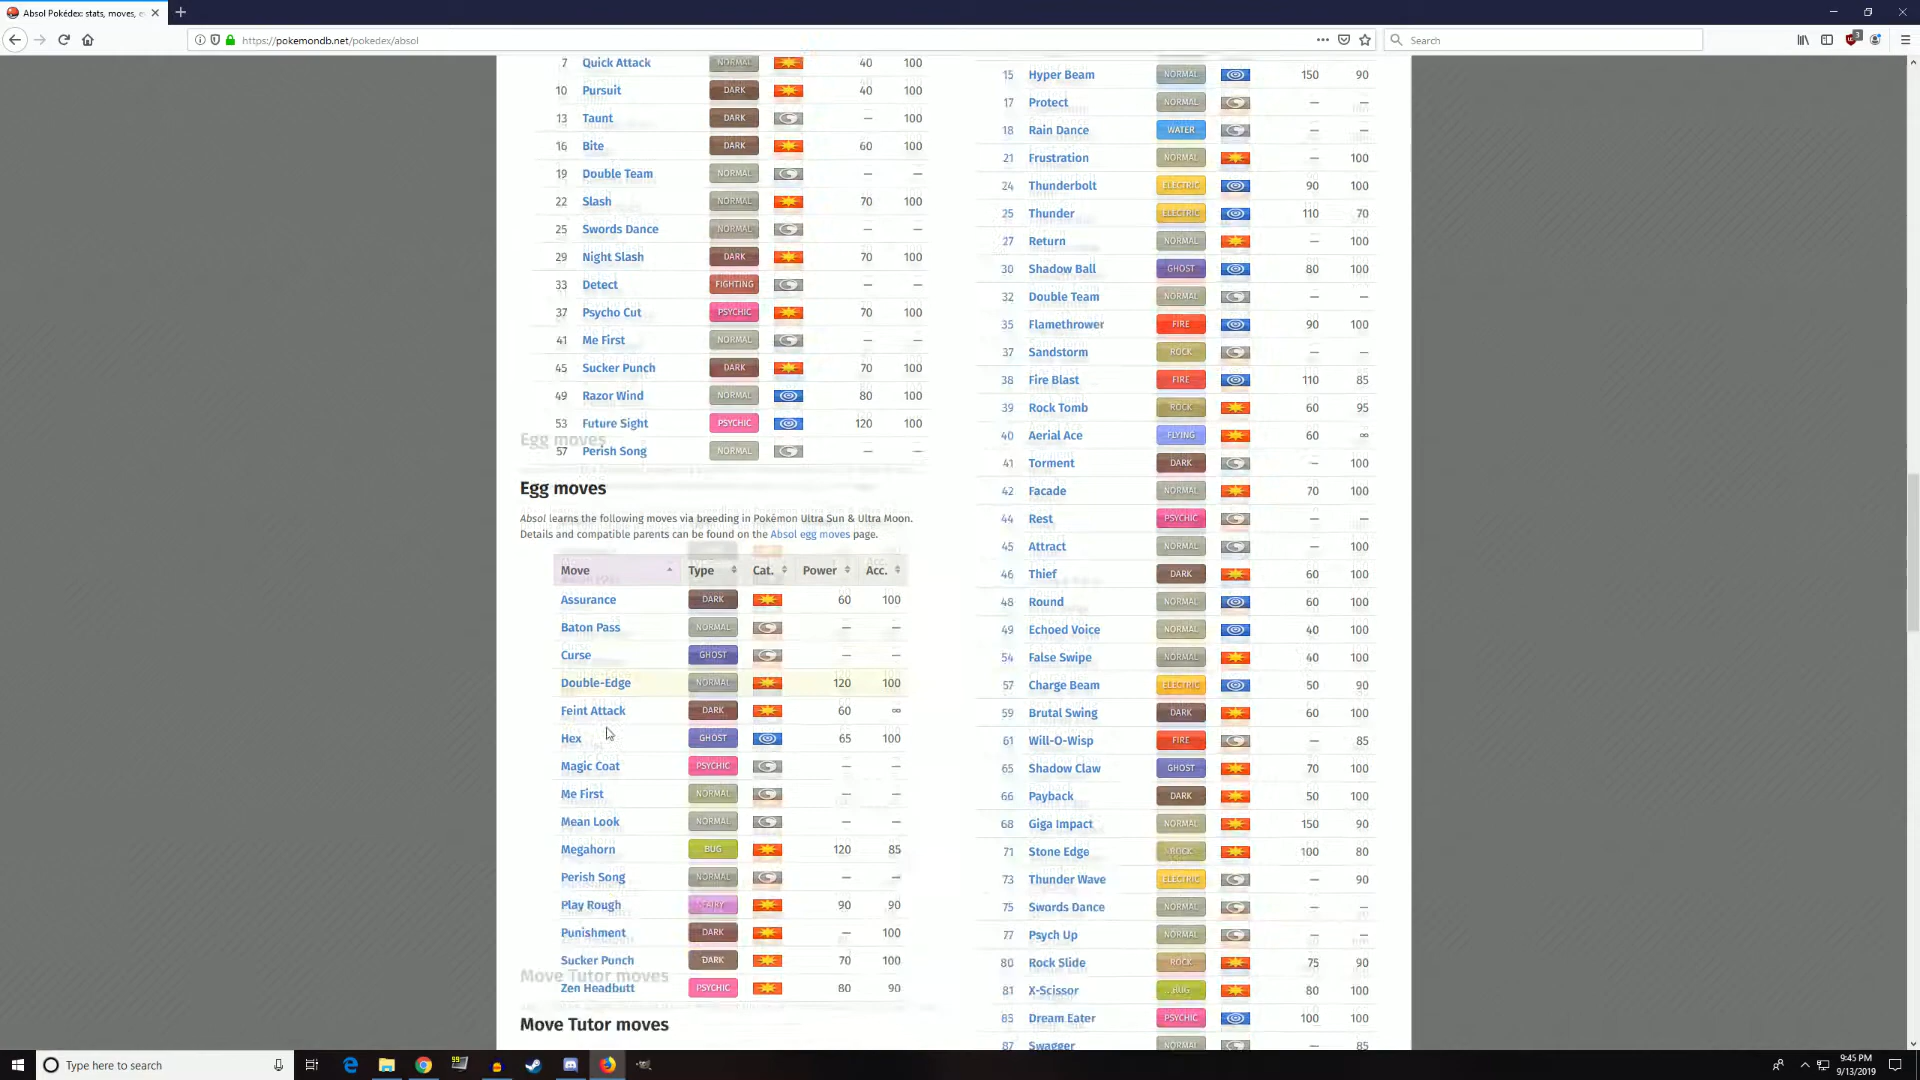 Absol Pokédex: stats, moves, e
https://pokemondb.net/pokedex/absol
Search
3
7 Quick Attack NORMAL 40 100
10 Pursuit DARK 40 100
13 Taunt DARK — 100
16 Bite DARK 60 100
19 Double Team NORMAL — —
22 Slash NORMAL 70 100
25 Swords Dance NORMAL — —
29 Night Slash DARK 70 100
33 Detect FIGHTING — —
37 Psycho Cut PSYCHIC 70 100
41 Me First NORMAL — —
45 Sucker Punch DARK 70 100
49 Razor Wind NORMAL 80 100
53 Future Sight PSYCHIC 120 100
Egg moves
57 Perish Song NORMAL — —
Egg moves
Absol learns the following moves via breeding in Pokémon Ultra Sun & Ultra Moon.
Details and compatible parents can be found on the Absol egg moves page.
Move Type Cat. Power Acc.
Assurance DARK 60 100
Baton Pass NORMAL — —
Curse GHOST — —
Double-Edge NORMAL 120 100
Feint Attack DARK 60 ∞
Hex GHOST 65 100
Magic Coat PSYCHIC — —
Me First NORMAL — —
Mean Look NORMAL — —
Megahorn BUG 120 85
Perish Song NORMAL — —
Play Rough FAIRY 90 90
Punishment DARK — 100
Sucker Punch DARK 70 100
Move Tutor moves
Zen Headbutt PSYCHIC 80 90
Move Tutor moves
15 Hyper Beam NORMAL 150 90
17 Protect NORMAL — —
18 Rain Dance WATER — —
21 Frustration NORMAL — 100
24 Thunderbolt ELECTRIC 90 100
25 Thunder ELECTRIC 110 70
27 Return NORMAL — 100
30 Shadow Ball GHOST 80 100
32 Double Team NORMAL — —
35 Flamethrower FIRE 90 100
37 Sandstorm ROCK — —
38 Fire Blast FIRE 110 85
39 Rock Tomb ROCK 60 95
40 Aerial Ace FLYING 60 ∞
41 Torment DARK — 100
42 Facade NORMAL 70 100
44 Rest PSYCHIC — —
45 Attract NORMAL — 100
46 Thief DARK 60 100
48 Round NORMAL 60 100
49 Echoed Voice NORMAL 40 100
54 False Swipe NORMAL 40 100
57 Charge Beam ELECTRIC 50 90
59 Brutal Swing DARK 60 100
61 Will-O-Wisp FIRE — 85
65 Shadow Claw GHOST 70 100
66 Payback DARK 50 100
68 Giga Impact NORMAL 150 90
71 Stone Edge ROCK 100 80
73 Thunder Wave ELECTRIC — 90
75 Swords Dance NORMAL — —
77 Psych Up NORMAL — —
80 Rock Slide ROCK 75 90
81 X-Scissor BUG 80 100
85 Dream Eater PSYCHIC 100 100
87 Swagger NORMAL — 85
Type here to search
99
9:45 PM
9/13/2019